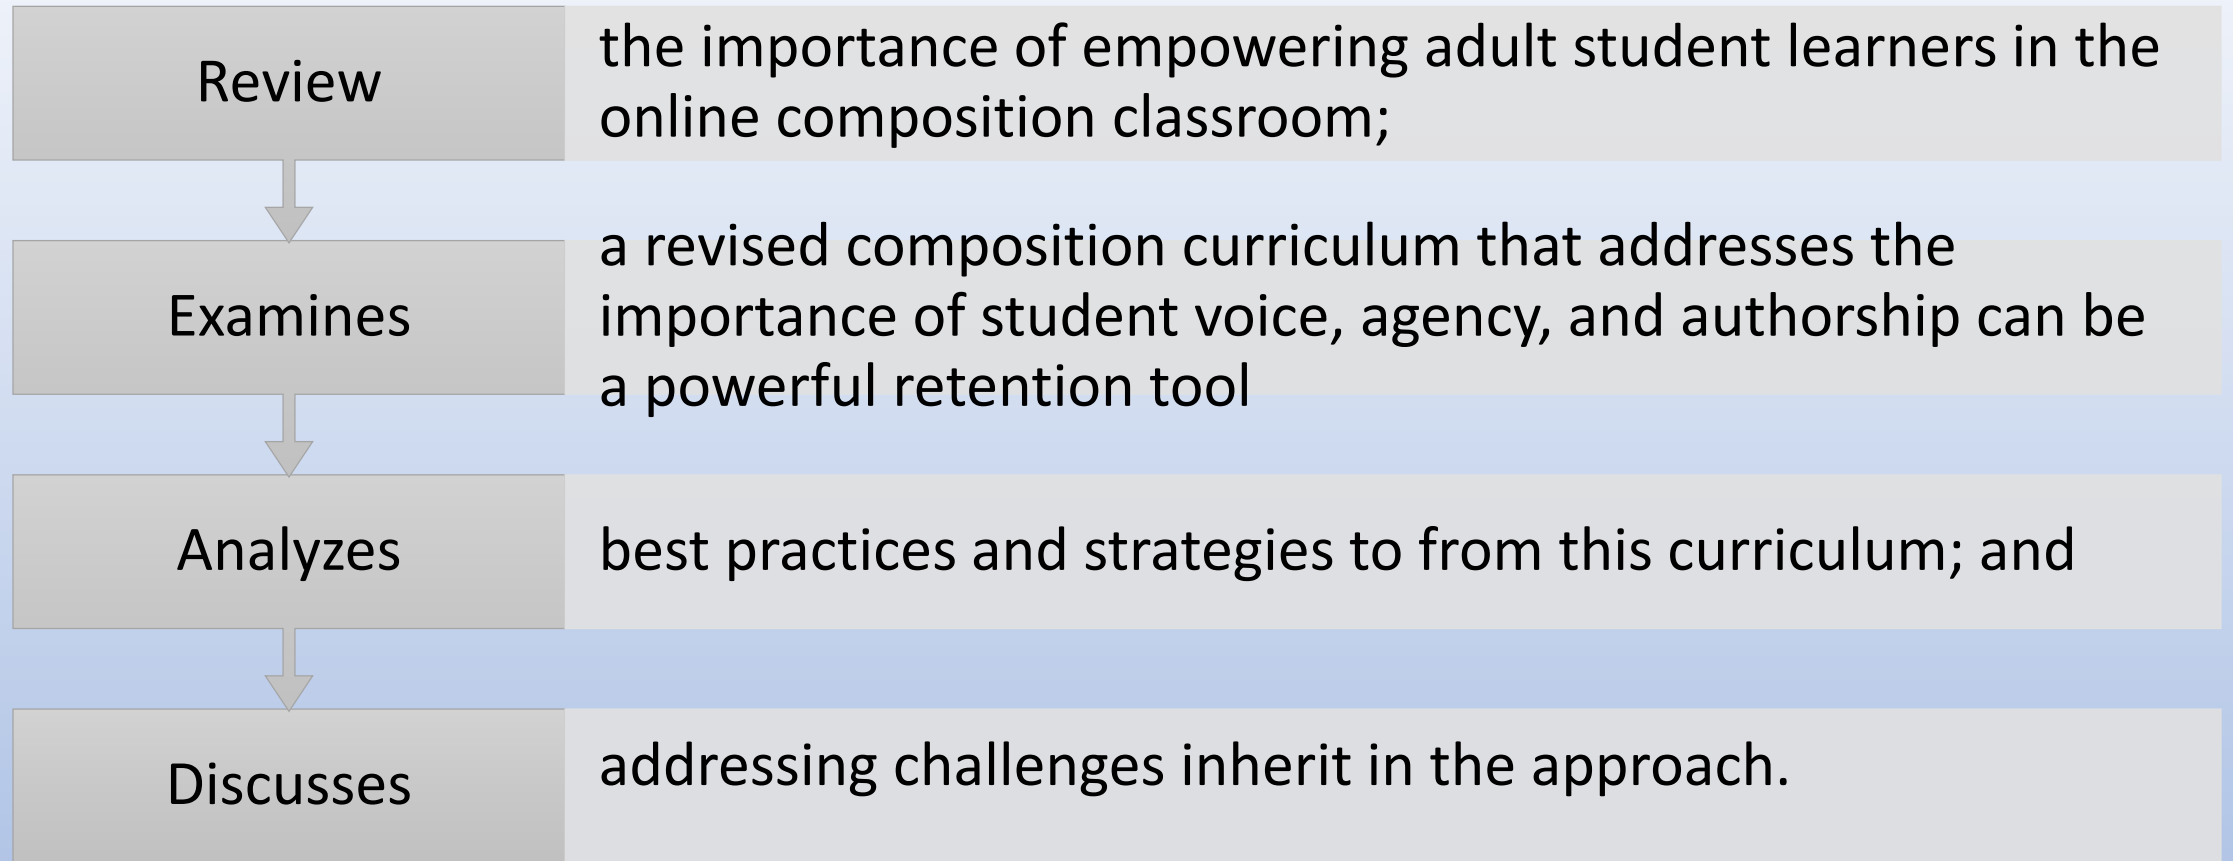 Review
the importance of empowering adult student learners in the
online composition classroom;
Examines
a revised composition curriculum that addresses the
importance of student voice, agency, and authorship can be
a powerful retention tool
Analyzes
best practices and strategies to from this curriculum; and
Discusses
addressing challenges inherit in the approach.